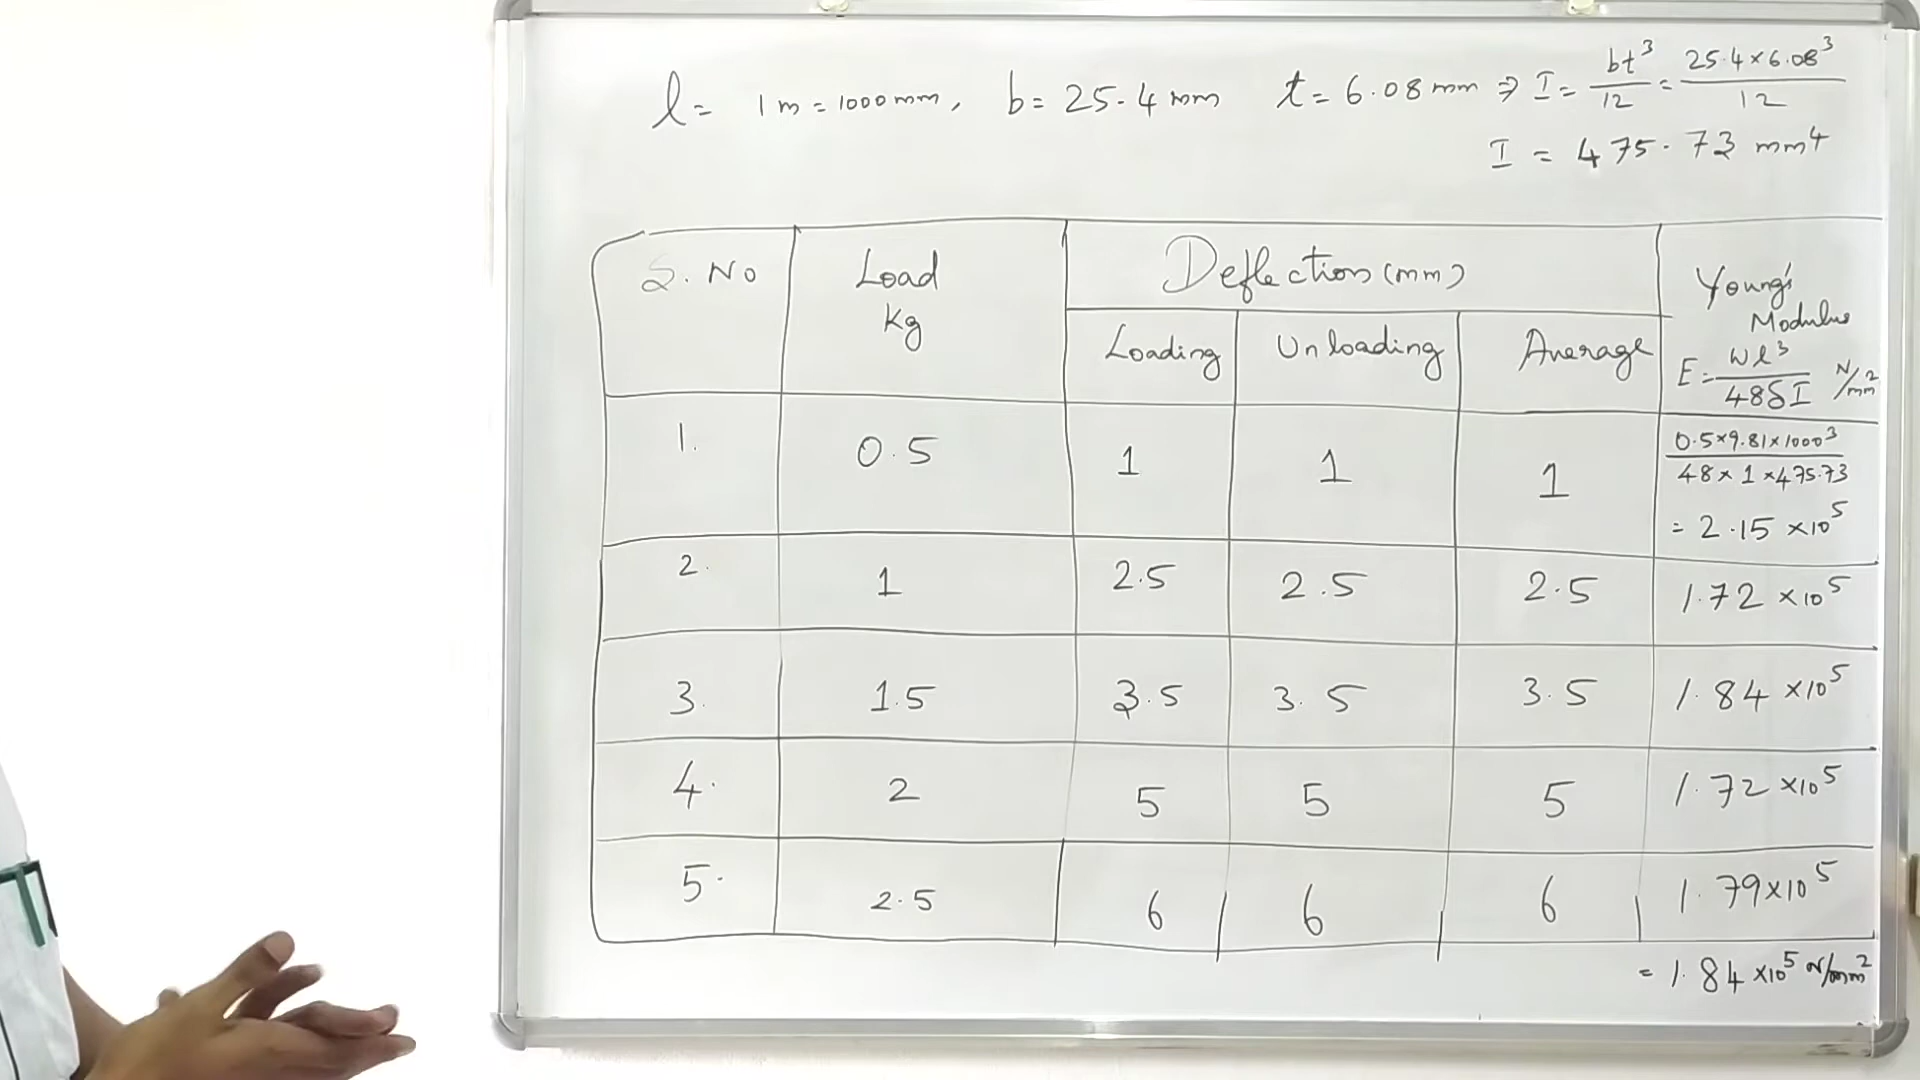 l = 1 m = 1000 mm, b = 25.4 mm t = 6.08 mm ⇒ I = bt³/12 = 25.4×6.08³/12
I = 475.73 mm⁴
S. No Load Kg Deflection (mm) Young's Modulus E = Wl³/48δI N/mm²
Loading Unloading Average
1. 0.5 1 1 1 0.5×9.81×1000³/48×1×475.73
= 2.15 ×10⁵
2. 1 2.5 2.5 2.5 1.72 ×10⁵
3. 1.5 3.5 3.5 3.5 1.84 ×10⁵
4. 2 5 5 5 1.72 ×10⁵
5. 2.5 6 6 6 1.79×10⁵
= 1.84 ×10⁵ N/mm²